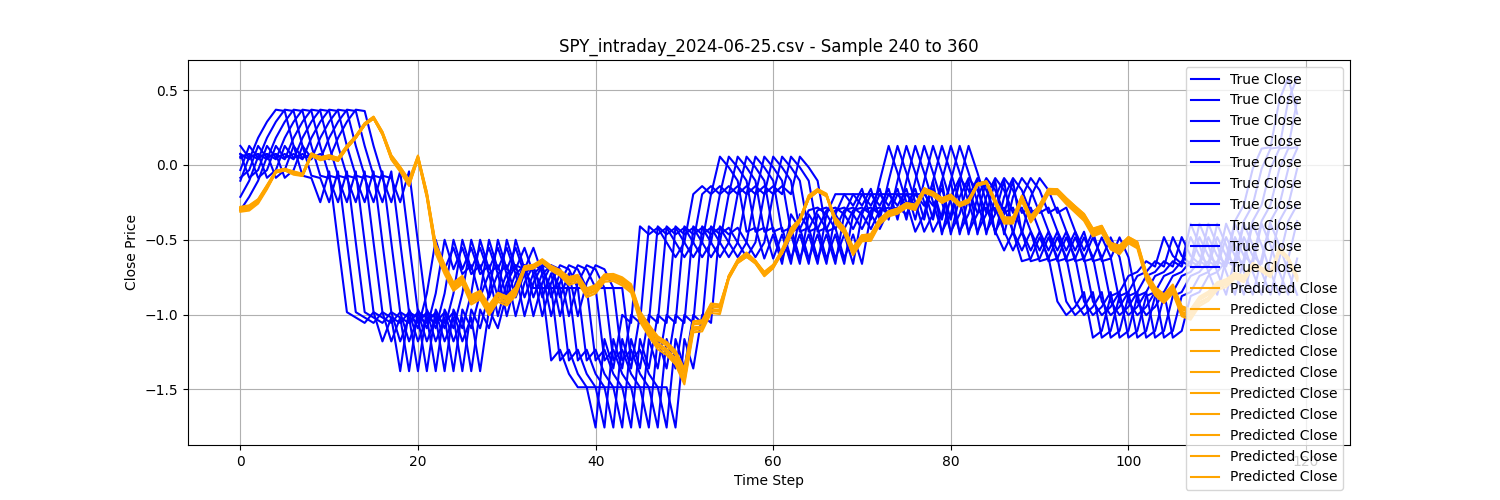 SPY_intraday_2024-06-25.csv - Sample 240 to 360
Close Price
0.5
0.0
−0.5
−1.0
−1.5
0
20
40
60
80
100
120
Time Step
True Close
True Close
True Close
True Close
True Close
True Close
True Close
True Close
True Close
True Close
Predicted Close
Predicted Close
Predicted Close
Predicted Close
Predicted Close
Predicted Close
Predicted Close
Predicted Close
Predicted Close
Predicted Close